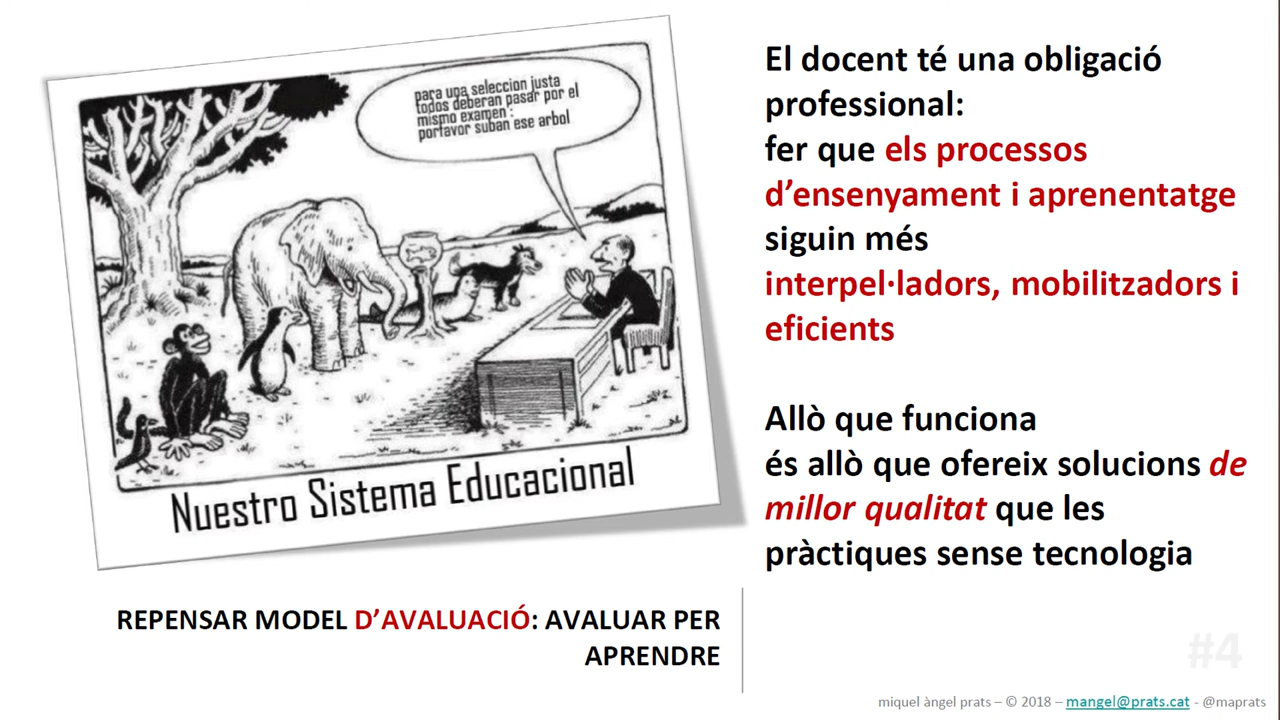 para una seleccion justa
todos deberan pasar por el
mismo examen :
porfavor suban ese arbol
Nuestro Sistema Educacional
REPENSAR MODEL D’AVALUACIÓ: AVALUAR PER
APRENDRE
El docent té una obligació
professional:
fer que els processos
d’ensenyament i aprenentatge
siguin més
interpel·ladors, mobilitzadors i
eficients
Allò que funciona
és allò que ofereix solucions de
millor qualitat que les
pràctiques sense tecnologia
#4
miquel àngel prats – © 2018 – mangel@prats.cat - @maprats